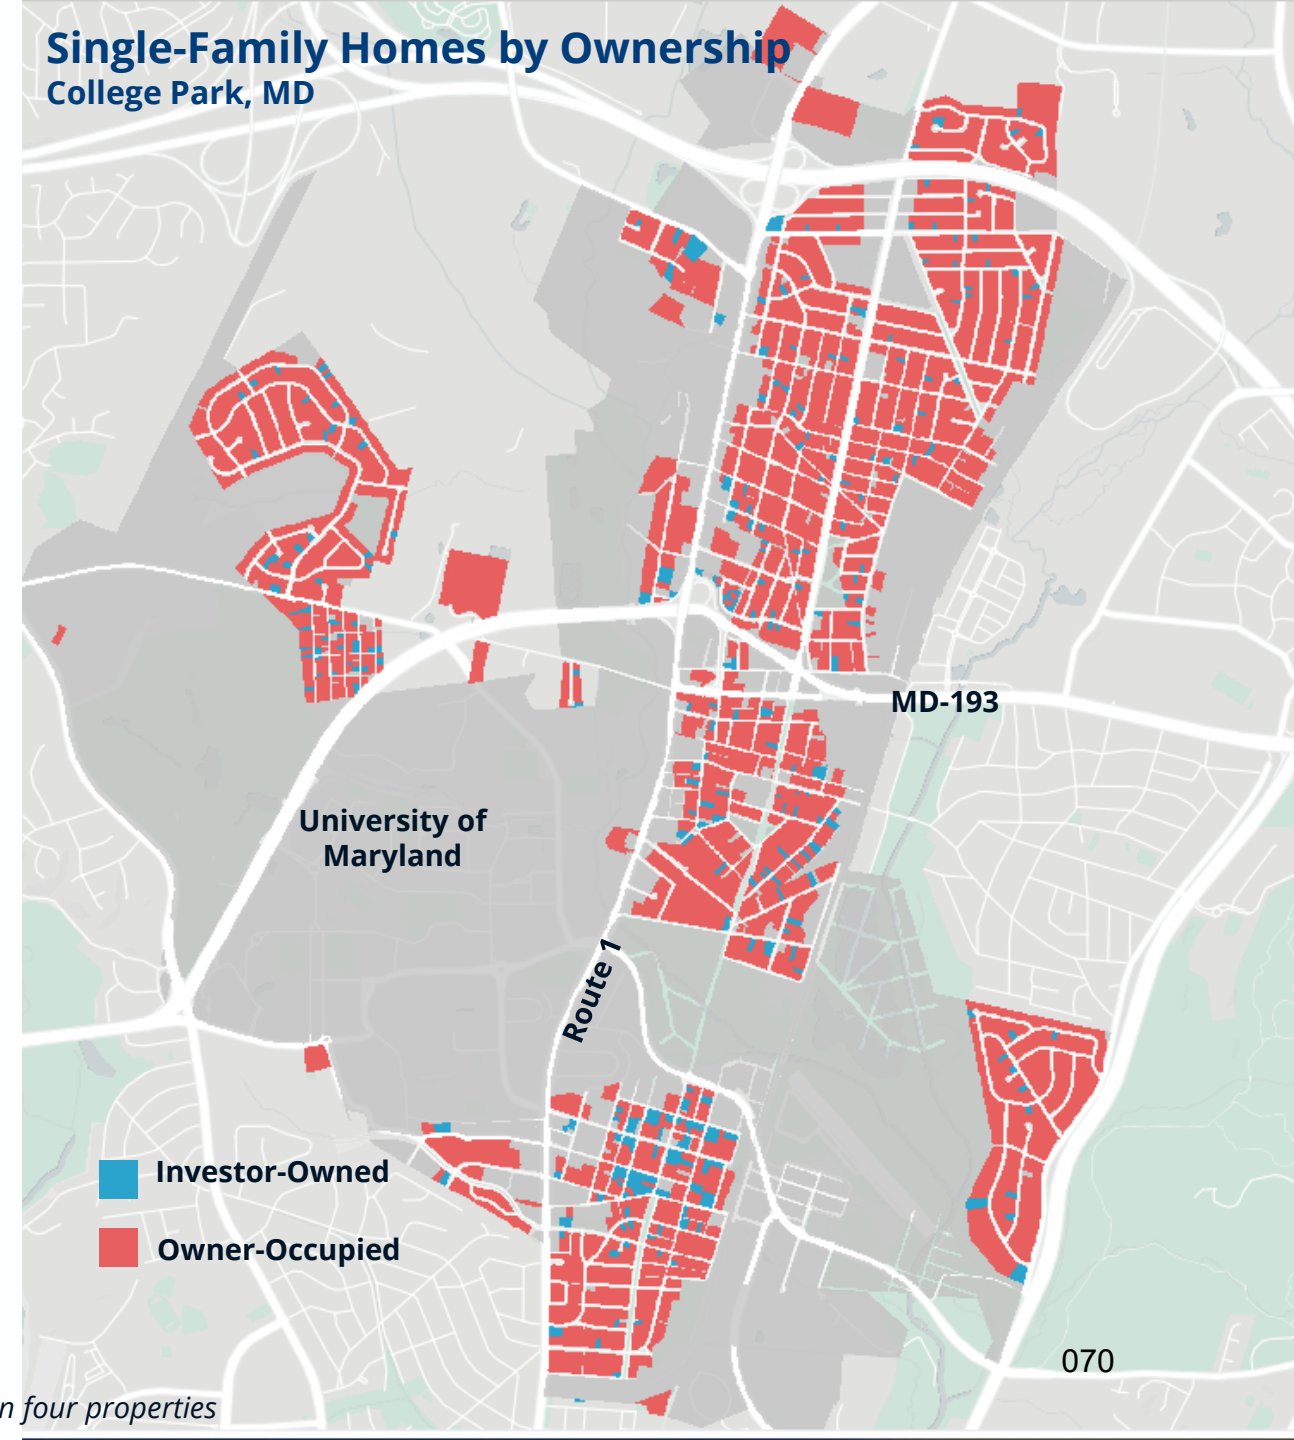 Single-Family Homes by Ownership
College Park, MD
MD-193
University of
Maryland
Route 1
Investor-Owned
Owner-Occupied
070
n four properties